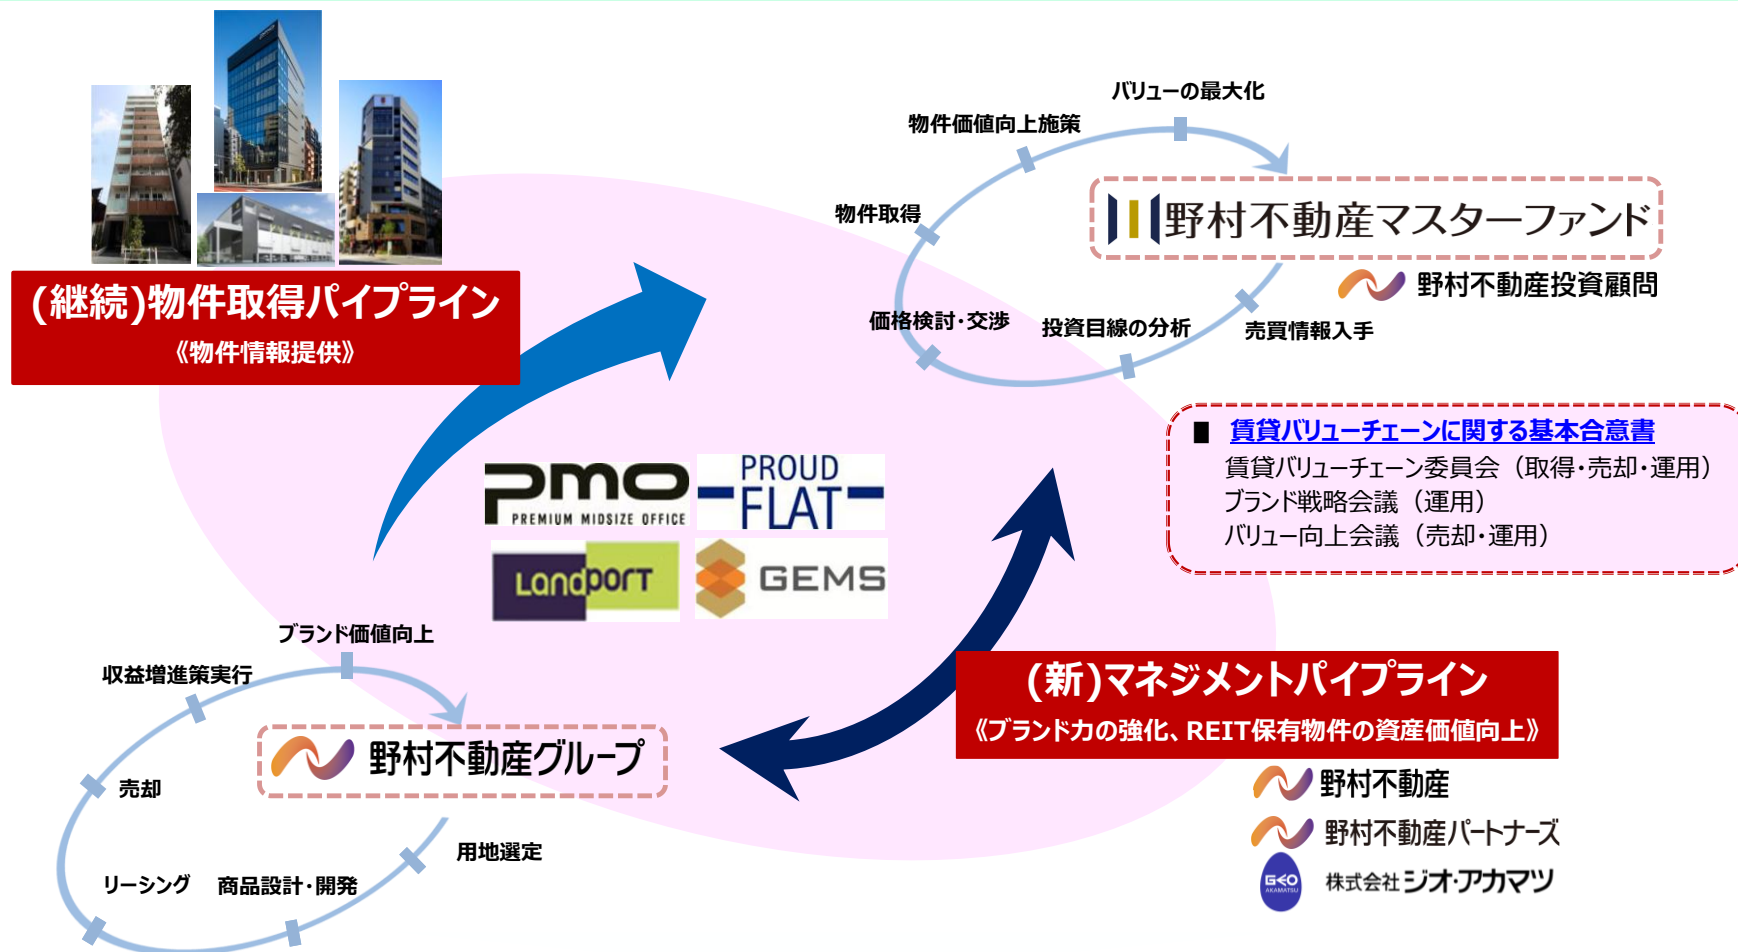 (継続)物件取得パイプライン
《物件情報提供》
バリューの最大化
物件価値向上施策
物件取得
価格検討・交渉
投資目線の分析
売買情報入手
野村不動産マスターファンド
野村不動産投資顧問
■ 賃貸バリューチェーンに関する基本合意書
賃貸バリューチェーン委員会（取得・売却・運用）
ブランド戦略会議（運用）
バリュー向上会議（売却・運用）
PMO
PREMIUM MIDSIZE OFFICE
PROUD
FLAT
Landport
GEMS
ブランド価値向上
収益増進策実行
売却
リーシング
商品設計・開発
用地選定
野村不動産グループ
(新)マネジメントパイプライン
《ブランド力の強化、REIT保有物件の資産価値向上》
野村不動産
野村不動産パートナーズ
GEO
AKAMATSU
株式会社ジオ・アカマツ